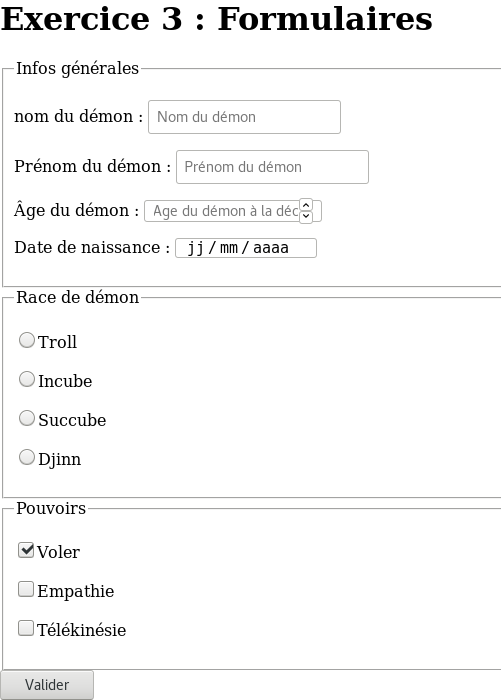 Exercice 3 : Formulaires
Infos générales
nom du démon : Nom du démon
Prénom du démon : Prénom du démon
Âge du démon : Age du démon à la déc
Date de naissance : jj / mm / aaaa
Race de démon
Troll
Incube
Succube
Djinn
Pouvoirs
Voler
Empathie
Télékinésie
Valider